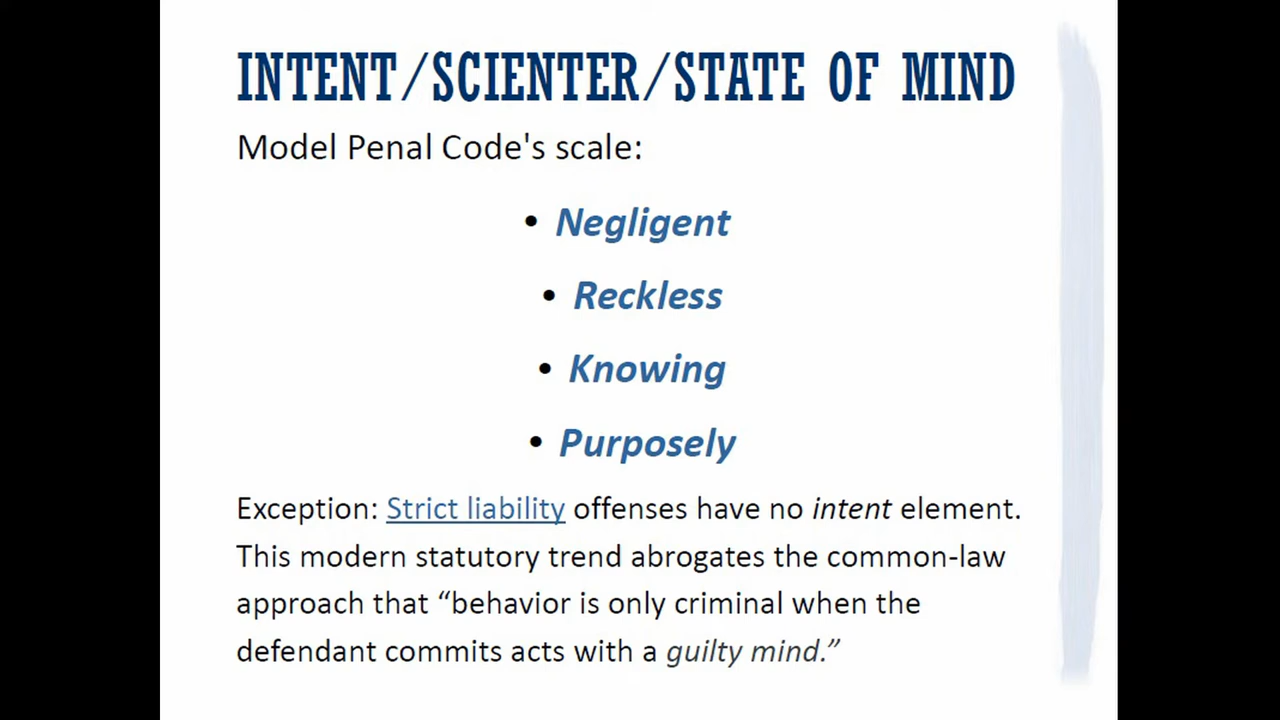 INTENT/SCIENTER/STATE OF MIND
Model Penal Code's scale:
• Negligent
• Reckless
• Knowing
• Purposely
Exception: Strict liability offenses have no intent element.
This modern statutory trend abrogates the common-law
approach that “behavior is only criminal when the
defendant commits acts with a guilty mind.”